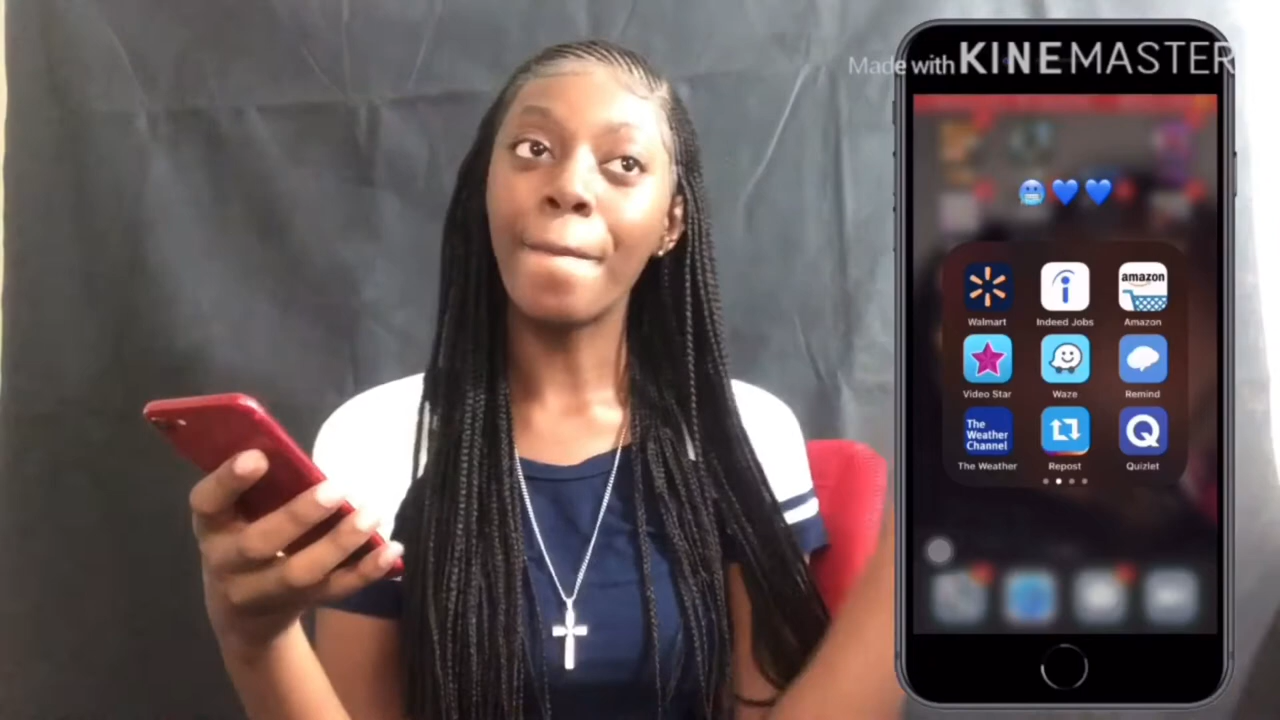 Made with KINEMASTER
amazon
Walmart Indeed Jobs Amazon
Video Star Waze Remind
The
Weather
Channel
The Weather Repost Quizlet